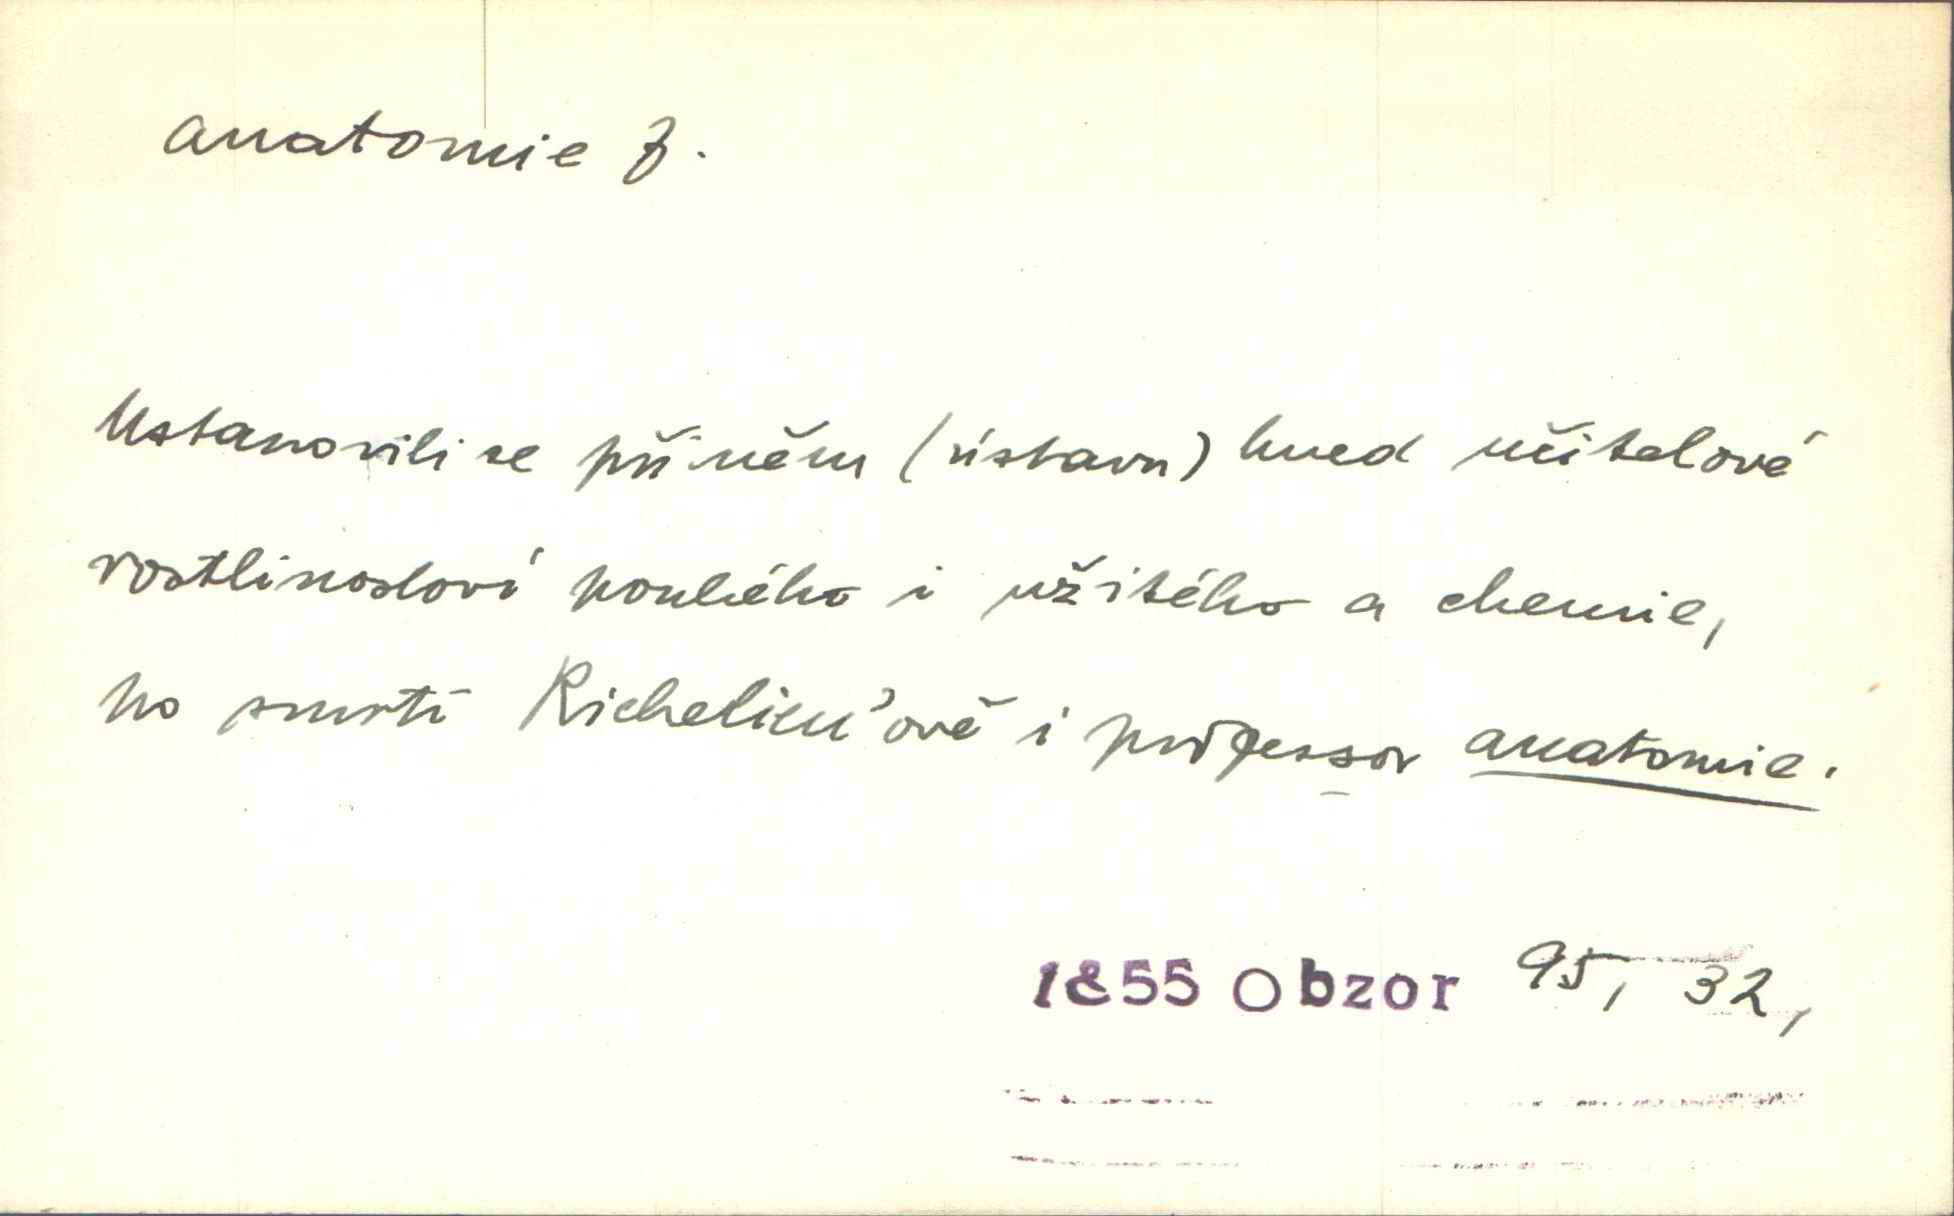 anatomie f.
Ustanovili se při něm (ústavu) hned učitelové
rostlinosloví pouhého i užitého a chemie,
po smrti Richelieu'ově i professor anatomie.
1855 Obzor 95, 32,